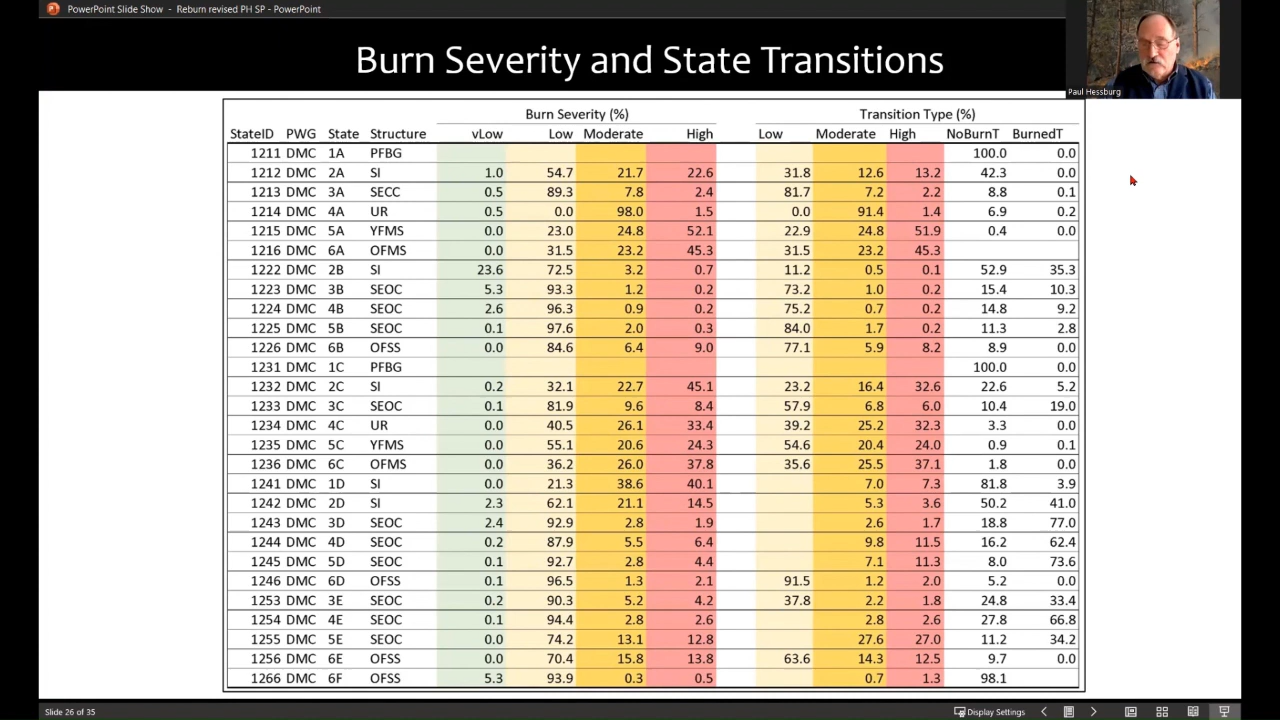 PowerPoint Slide Show - Reburn revised PH SP - PowerPoint
Burn Severity and State Transitions
Paul Hessburg
Burn Severity (%) Transition Type (%)
StateID PWG State Structure vLow Low Moderate High Low Moderate High NoBurnT BurnedT
1211 DMC 1A PFBG 100.0 0.0
1212 DMC 2A SI 1.0 54.7 21.7 22.6 31.8 12.6 13.2 42.3 0.0
1213 DMC 3A SECC 0.5 89.3 7.8 2.4 81.7 7.2 2.2 8.8 0.1
1214 DMC 4A UR 0.5 0.0 98.0 1.5 0.0 91.4 1.4 6.9 0.2
1215 DMC 5A YFMS 0.0 23.0 24.8 52.1 22.9 24.8 51.9 0.4 0.0
1216 DMC 6A OFMS 0.0 31.5 23.2 45.3 31.5 23.2 45.3
1222 DMC 2B SI 23.6 72.5 3.2 0.7 11.2 0.5 0.1 52.9 35.3
1223 DMC 3B SEOC 5.3 93.3 1.2 0.2 73.2 1.0 0.2 15.4 10.3
1224 DMC 4B SEOC 2.6 96.3 0.9 0.2 75.2 0.7 0.2 14.8 9.2
1225 DMC 5B SEOC 0.1 97.6 2.0 0.3 84.0 1.7 0.2 11.3 2.8
1226 DMC 6B OFSS 0.0 84.6 6.4 9.0 77.1 5.9 8.2 8.9 0.0
1231 DMC 1C PFBG 100.0 0.0
1232 DMC 2C SI 0.2 32.1 22.7 45.1 23.2 16.4 32.6 22.6 5.2
1233 DMC 3C SEOC 0.1 81.9 9.6 8.4 57.9 6.8 6.0 10.4 19.0
1234 DMC 4C UR 0.0 40.5 26.1 33.4 39.2 25.2 32.3 3.3 0.0
1235 DMC 5C YFMS 0.0 55.1 20.6 24.3 54.6 20.4 24.0 0.9 0.1
1236 DMC 6C OFMS 0.0 36.2 26.0 37.8 35.6 25.5 37.1 1.8 0.0
1241 DMC 1D SI 0.0 21.3 38.6 40.1 7.0 7.3 81.8 3.9
1242 DMC 2D SI 2.3 62.1 21.1 14.5 5.3 3.6 50.2 41.0
1243 DMC 3D SEOC 2.4 92.9 2.8 1.9 2.6 1.7 18.8 77.0
1244 DMC 4D SEOC 0.2 87.9 5.5 6.4 9.8 11.5 16.2 62.4
1245 DMC 5D SEOC 0.1 92.7 2.8 4.4 7.1 11.3 8.0 73.6
1246 DMC 6D OFSS 0.1 96.5 1.3 2.1 91.5 1.2 2.0 5.2 0.0
1253 DMC 3E SEOC 0.2 90.3 5.2 4.2 37.8 2.2 1.8 24.8 33.4
1254 DMC 4E SEOC 0.1 94.4 2.8 2.6 2.8 2.6 27.8 66.8
1255 DMC 5E SEOC 0.0 74.2 13.1 12.8 27.6 27.0 11.2 34.2
1256 DMC 6E OFSS 0.0 70.4 15.8 13.8 63.6 14.3 12.5 9.7 0.0
1266 DMC 6F OFSS 5.3 93.9 0.3 0.5 0.7 1.3 98.1
Slide 26 of 35 Display Settings